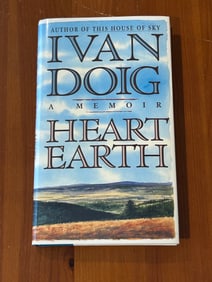 AUTHOR OF THIS HOUSE OF SKY
IVAN
DOIG
A MEMOIR
HEART
EARTH